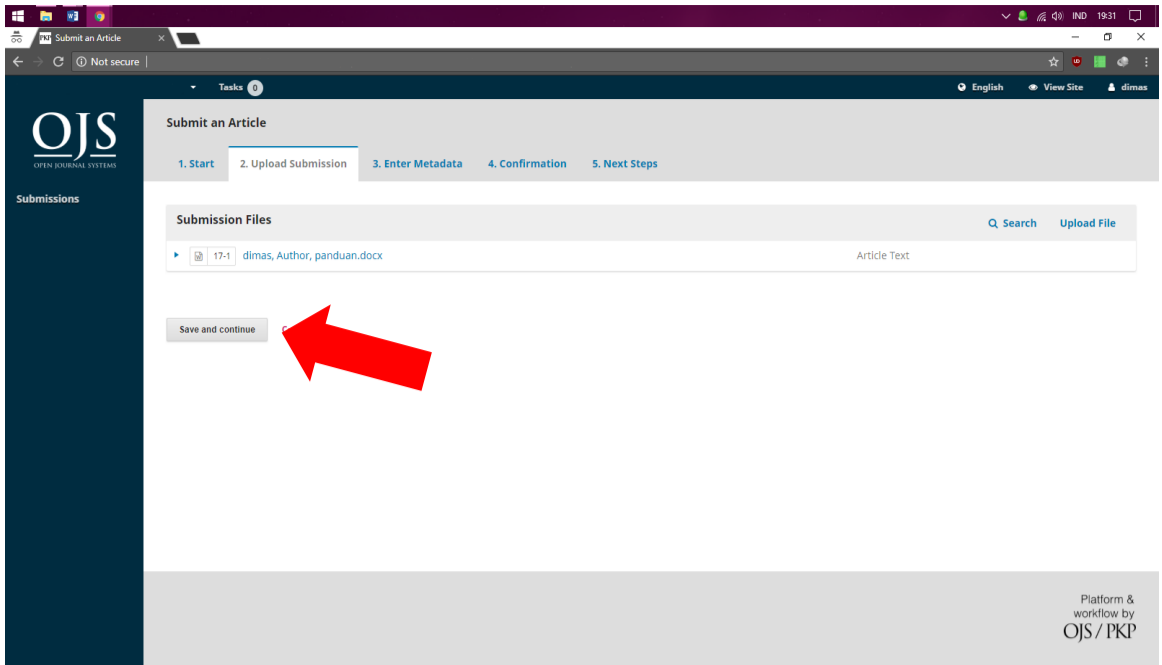 IND 19:31
Submit an Article
Not secure
Tasks 0
English View Site dimas
OJS
OPEN JOURNAL SYSTEMS
Submissions
Submit an Article
1. Start 2. Upload Submission 3. Enter Metadata 4. Confirmation 5. Next Steps
Submission Files
Search Upload File
17-1 dimas, Author, panduan.docx Article Text
Save and continue
Platform &
workflow by
OJS / PKP